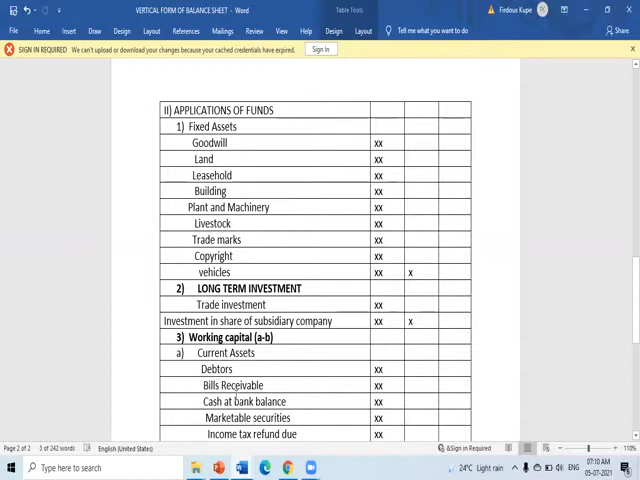 VERTICAL FORM OF BALANCE SHEET - Word
Table Tools
Firdous Kupe
FK
File Home Insert Draw Design Layout References Mailings Review View Help Design Layout Tell me what you want to do Share
SIGN IN REQUIRED We can't upload or download your changes because your cached credentials have expired. Sign In
II) APPLICATIONS OF FUNDS
1) Fixed Assets
Goodwill xx
Land xx
Leasehold xx
Building xx
Plant and Machinery xx
Livestock xx
Trade marks xx
Copyright xx
vehicles xx x
2) LONG TERM INVESTMENT
Trade investment xx
Investment in share of subsidiary company xx x
3) Working capital (a-b)
a) Current Assets
Debtors xx
Bills Receivable xx
Cash at bank balance xx
Marketable securities xx
Income tax refund due xx
Page 2 of 2 3 of 242 words English (United States) Sign in Required 110%
Type here to search 24°C Light rain ENG 07:10 AM
05-07-2021